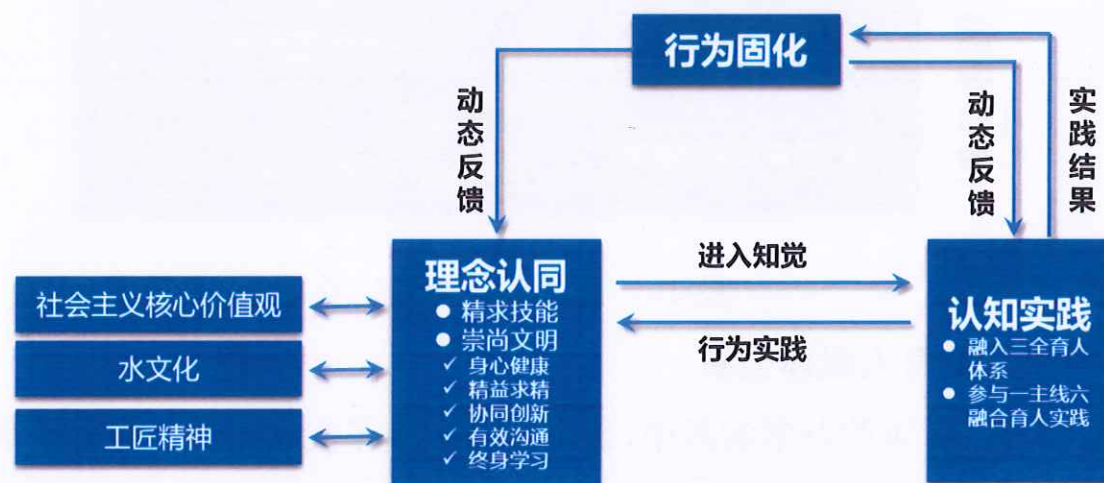 行为固化
动态反馈
动态反馈
实践结果
社会主义核心价值观
水文化
工匠精神
理念认同
● 精求技能
● 崇尚文明
✓ 身心健康
✓ 精益求精
✓ 协同创新
✓ 有效沟通
✓ 终身学习
进入知觉
行为实践
认知实践
● 融入三全育人
体系
● 参与一主线六
融合育人实践